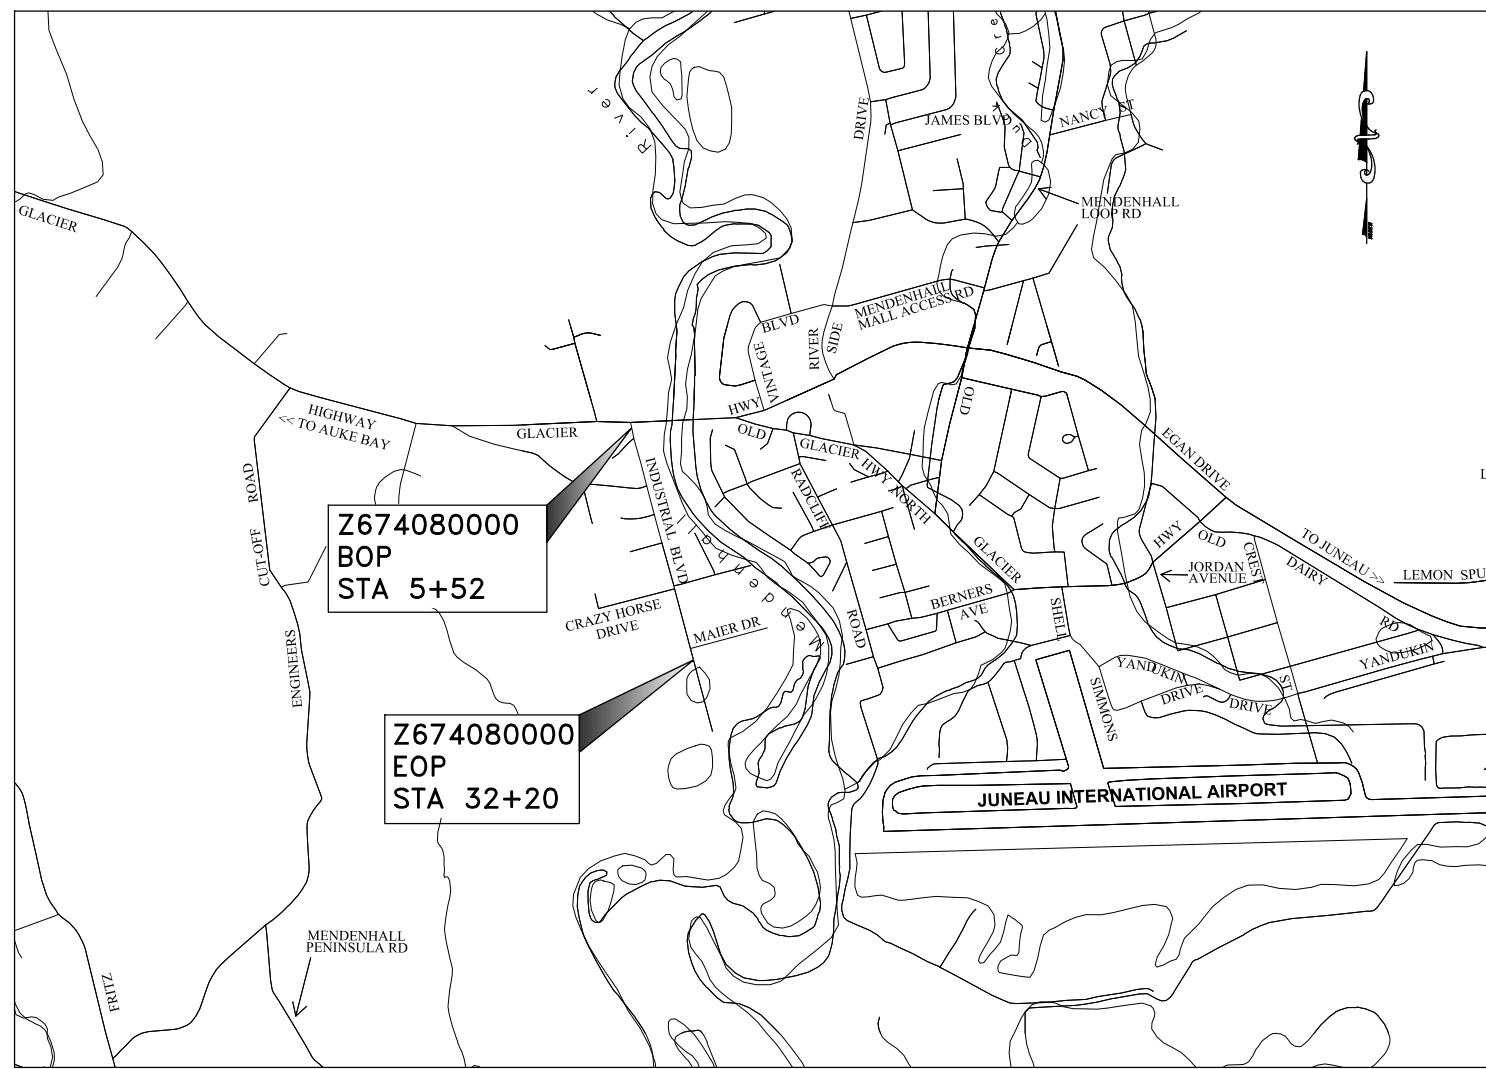 River
Cre
Duck
DRIVE
JAMES BLVD
NANCY ST
MENDENHALL
LOOP RD
GLACIER
MENDENHALL
MALL ACCESS RD
BLVD
RIVER
SIDE
VINTAGE
HWY
HIGHWAY
<< TO AUKE BAY
GLACIER
OLD
OLD
GLACIER HWY NORTH
EGAN DRIVE
CUT-OFF ROAD
INDUSTRIAL BLVD
RADCLIFF
Z674080000
BOP
STA 5+52
GLACIER
HWY
OLD
CREST
TO JUNEAU >>
LEMON SPU
L
JORDAN
AVENUE
DAIRY
RD
BERNERS
AVE
SHELL
CRAZY HORSE
DRIVE
MAIER DR
Mendenhall
ROAD
ENGINEERS
YANDUKIN
DRIVE
DRIVE
ST
YANDUKIN
SIMMONS
Z674080000
EOP
STA 32+20
JUNEAU INTERNATIONAL AIRPORT
MENDENHALL
PENINSULA RD
FRITZ